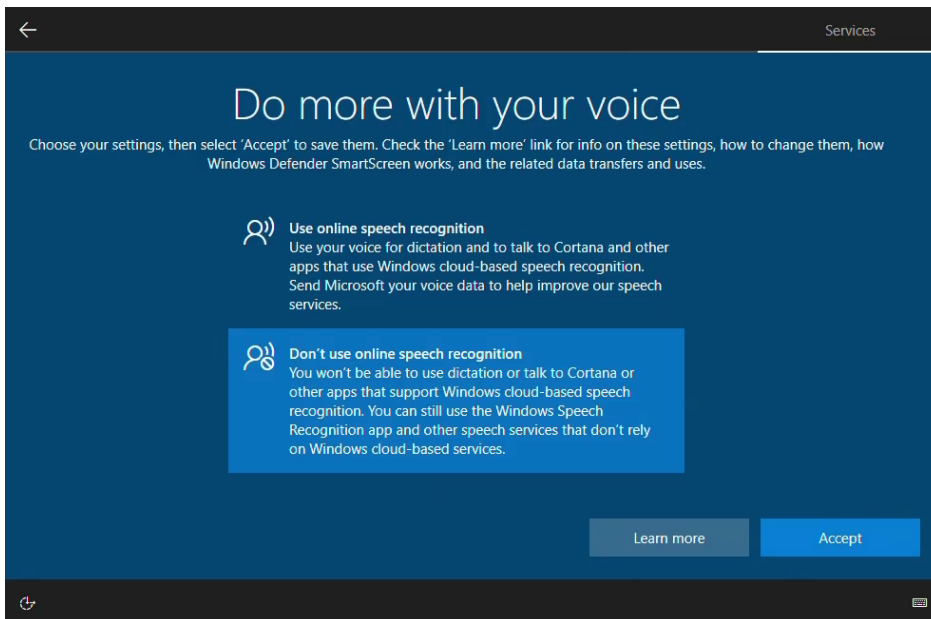 Services
Do more with your voice
Choose your settings, then select ‘Accept’ to save them. Check the ‘Learn more’ link for info on these settings, how to change them, how
Windows Defender SmartScreen works, and the related data transfers and uses.
Use online speech recognition
Use your voice for dictation and to talk to Cortana and other
apps that use Windows cloud-based speech recognition.
Send Microsoft your voice data to help improve our speech
services.
Don’t use online speech recognition
You won’t be able to use dictation or talk to Cortana or
other apps that support Windows cloud-based speech
recognition. You can still use the Windows Speech
Recognition app and other speech services that don’t rely
on Windows cloud-based services.
Learn more
Accept